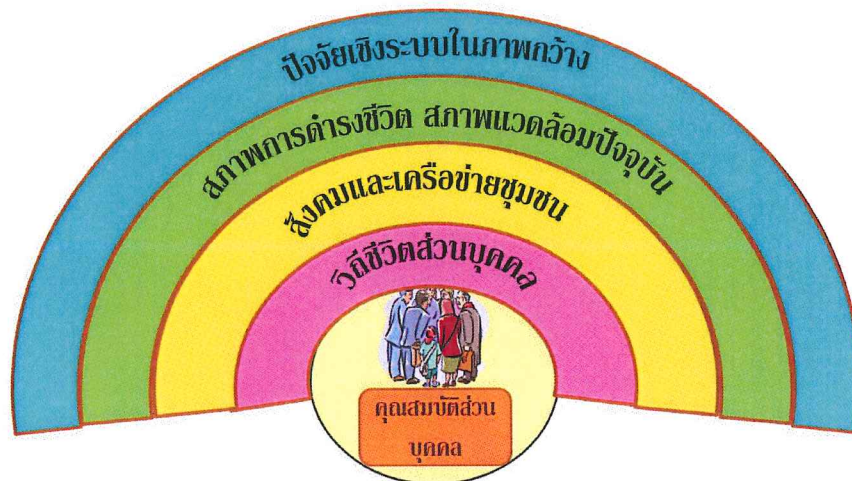 ปัจจัยเชิงระบบในภาพกว้าง
สภาพการดำรงชีวิต สภาพแวดล้อมปัจจุบัน
สังคมและเครือข่ายชุมชน
วิถีชีวิตส่วนบุคคล
คุณสมบัติส่วน
บุคคล